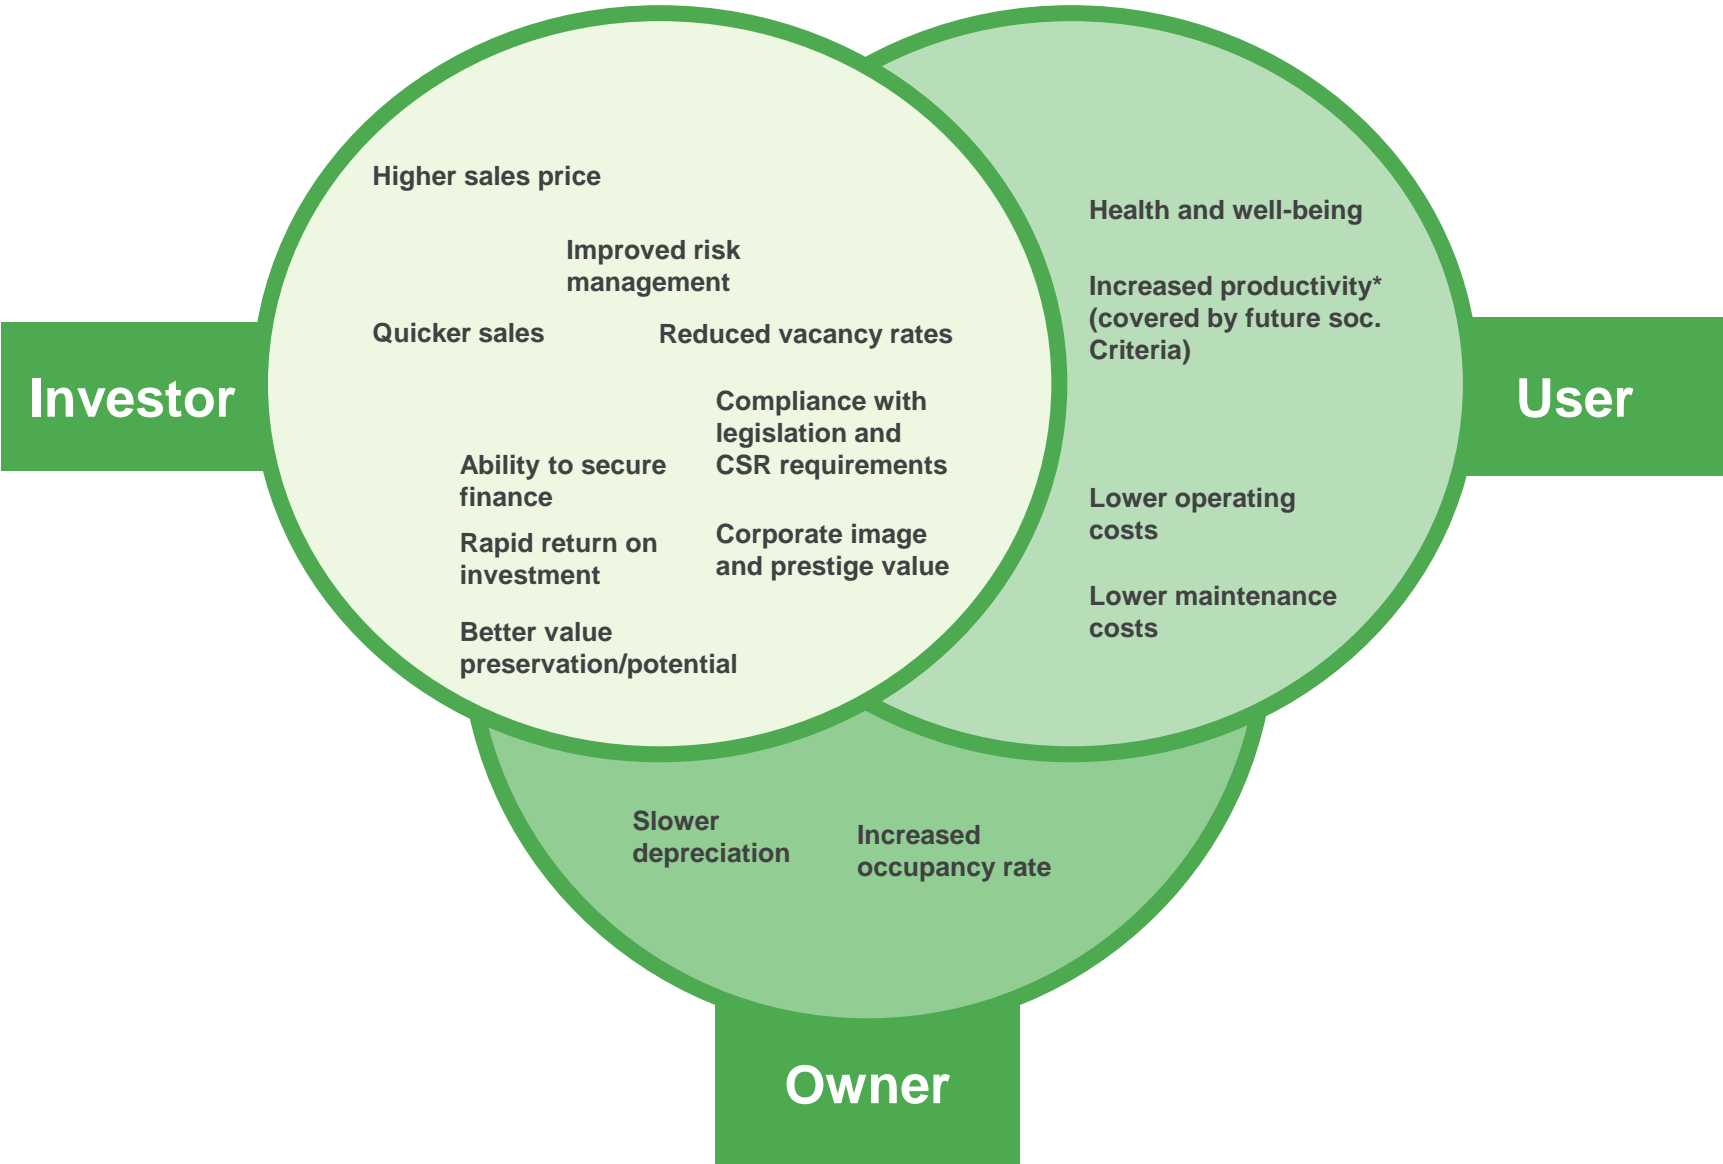 Investor
Higher sales price
Improved risk
management
Quicker sales
Reduced vacancy rates
Compliance with
legislation and
CSR requirements
Ability to secure
finance
Rapid return on
investment
Corporate image
and prestige value
Better value
preservation/potential
Health and well-being
Increased productivity*
(covered by future soc.
Criteria)
Lower operating
costs
Lower maintenance
costs
User
Slower
depreciation
Increased
occupancy rate
Owner